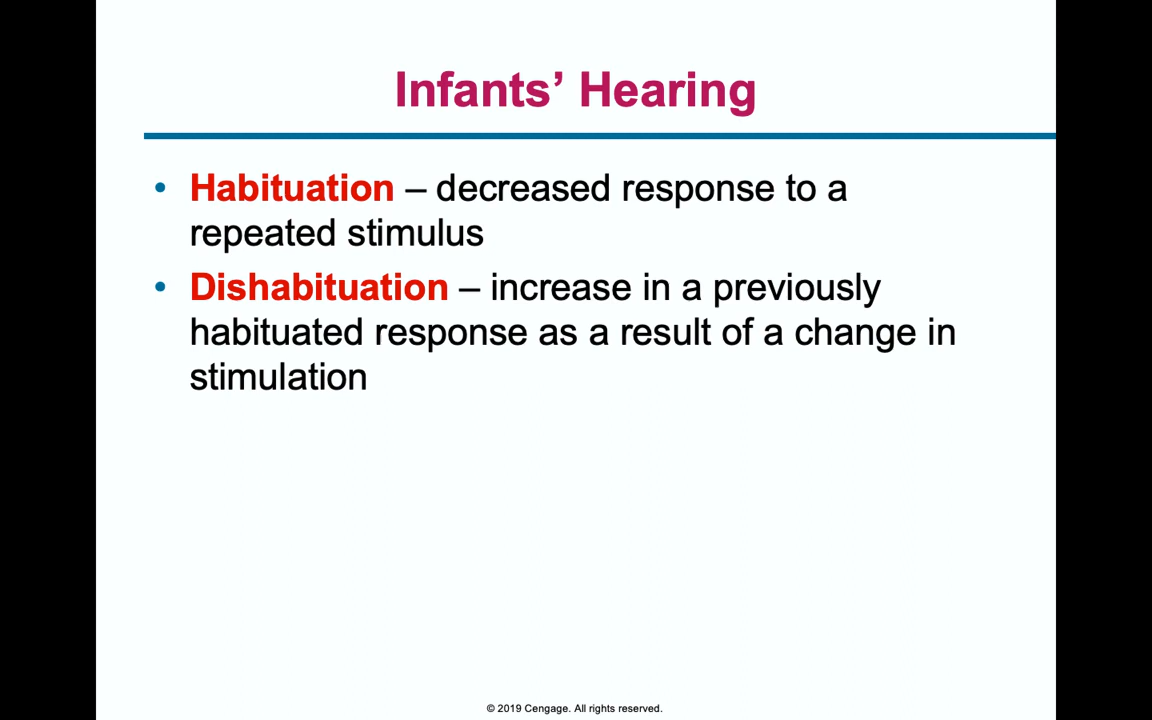 Infants’ Hearing
• Habituation – decreased response to a
repeated stimulus
• Dishabituation – increase in a previously
habituated response as a result of a change in
stimulation
© 2019 Cengage. All rights reserved.